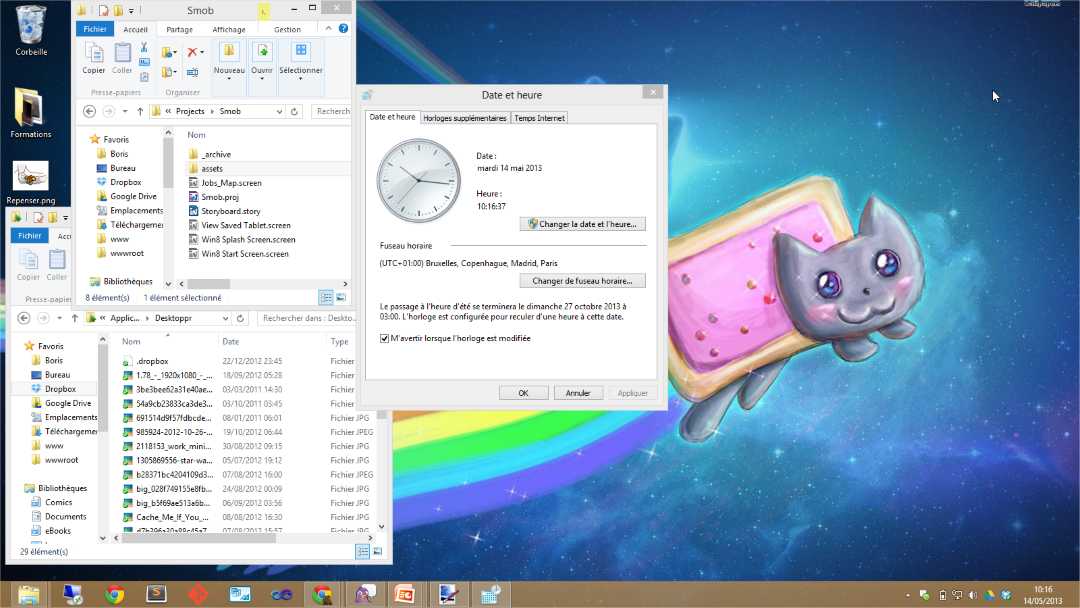 Corbeille
Formations
Repenser.png
Smob
Fichier Accueil Partage Affichage Gestion
Copier Coller
Nouveau Ouvrir Sélectionner
Presse-papiers Organiser
« Projects Smob
Recherch
Favoris
Boris
Bureau
Dropbox
Google Drive
Emplacements
Téléchargemen
www
wwwroot
Bibliothèques
Nom
_archive
assets
Jobs_Map.screen
Smob.proj
Storyboard.story
View Saved Tablet.screen
Win8 Splash Screen.screen
Win8 Start Screen.screen
8 élément(s) 1 élément sélectionné
Fichier Acc
Copier Coller
Presse-papier
« Applic... Desktoppr
Rechercher dans : Deskto...
Favoris
Boris
Bureau
Dropbox
Google Drive
Emplacements
Téléchargemen
www
wwwroot
Bibliothèques
Comics
Documents
eBooks
Nom Date Type
.dropbox 22/12/2012 23:45 Fichier
1.78_-_1920x1080_-_... 18/09/2012 05:28 Fichier
3be3bee62a31e40ae... 03/03/2011 14:30 Fichier
54a9cb23833ca3de3... 03/10/2011 03:45 Fichier
691514d9f57fdbcde... 08/01/2011 06:01 Fichier JPG
985924-2012-10-26-... 19/10/2012 06:44 Fichier JPEG
2118153_work_mini... 30/08/2012 09:15 Fichier JPG
1305869556-star-wa... 05/07/2012 19:12 Fichier JPG
b28371bc4204109d3... 07/08/2012 16:00 Fichier JPEG
big_028f749155e8fb... 24/08/2012 00:09 Fichier JPG
big_b5f69ae513a6b... 06/09/2012 03:56 Fichier JPG
Cache_Me_If_You_... 08/08/2012 16:30 Fichier JPG
d7b396a30a88c45a7... 07/08/2012 15:57 Fichier JPG
29 élément(s)
Date et heure
Date et heure Horloges supplémentaires Temps Internet
Date :
mardi 14 mai 2013
Heure :
10:16:37
Changer la date et l'heure...
Fuseau horaire
(UTC+01:00) Bruxelles, Copenhague, Madrid, Paris
Changer de fuseau horaire...
Le passage à l'heure d'été se terminera le dimanche 27 octobre 2013 à
03:00. L'horloge est configurée pour reculer d'une heure à cette date.
M'avertir lorsque l'horloge est modifiée
OK Annuler Appliquer
10:16
14/05/2013